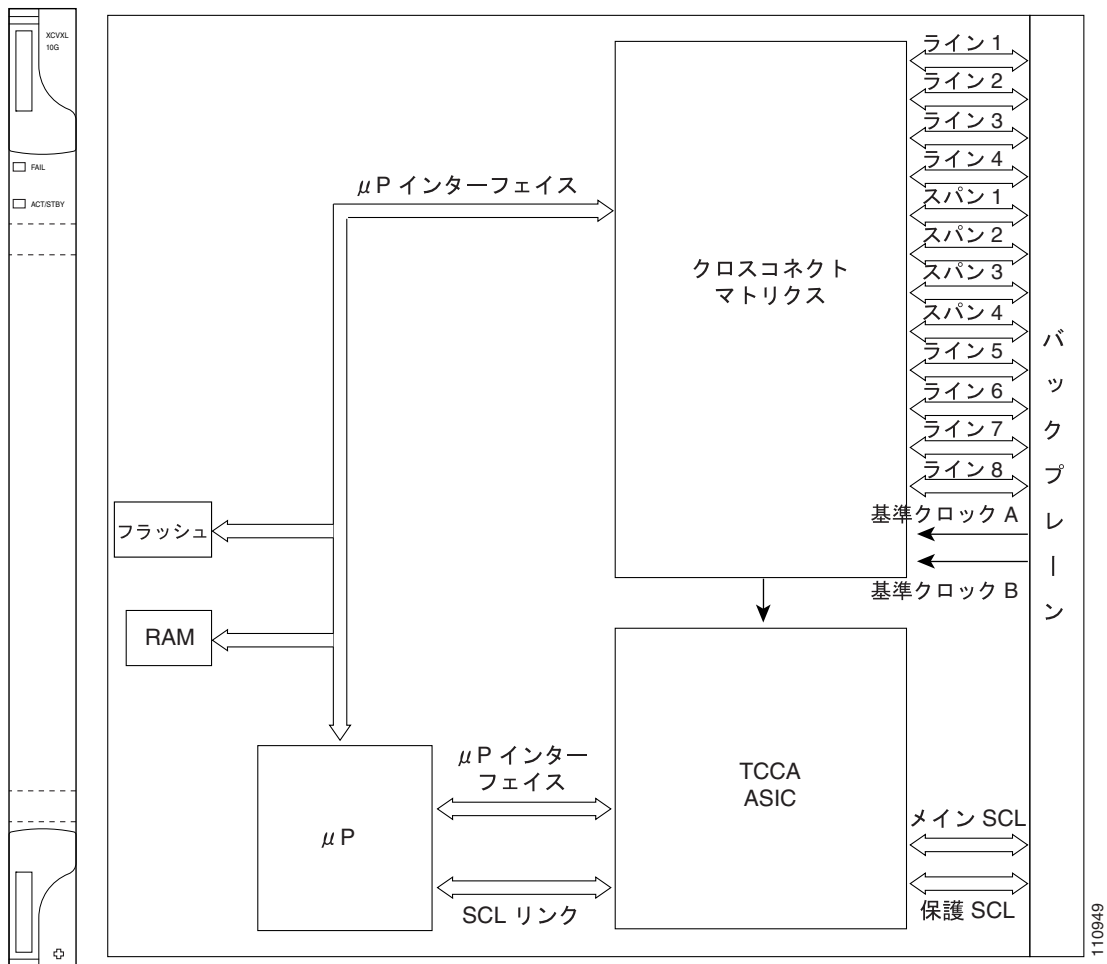 XCVXL
10G
FAIL
ACT/STBY
μP インターフェイス
クロスコネクト
マトリクス
ライン 1
ライン 2
ライン 3
ライン 4
スパン 1
スパン 2
スパン 3
スパン 4
ライン 5
ライン 6
ライン 7
ライン 8
基準クロック A
基準クロック B
バックプレーン
フラッシュ
RAM
μP
μP インター
フェイス
SCL リンク
TCCA
ASIC
メイン SCL
保護 SCL
110949